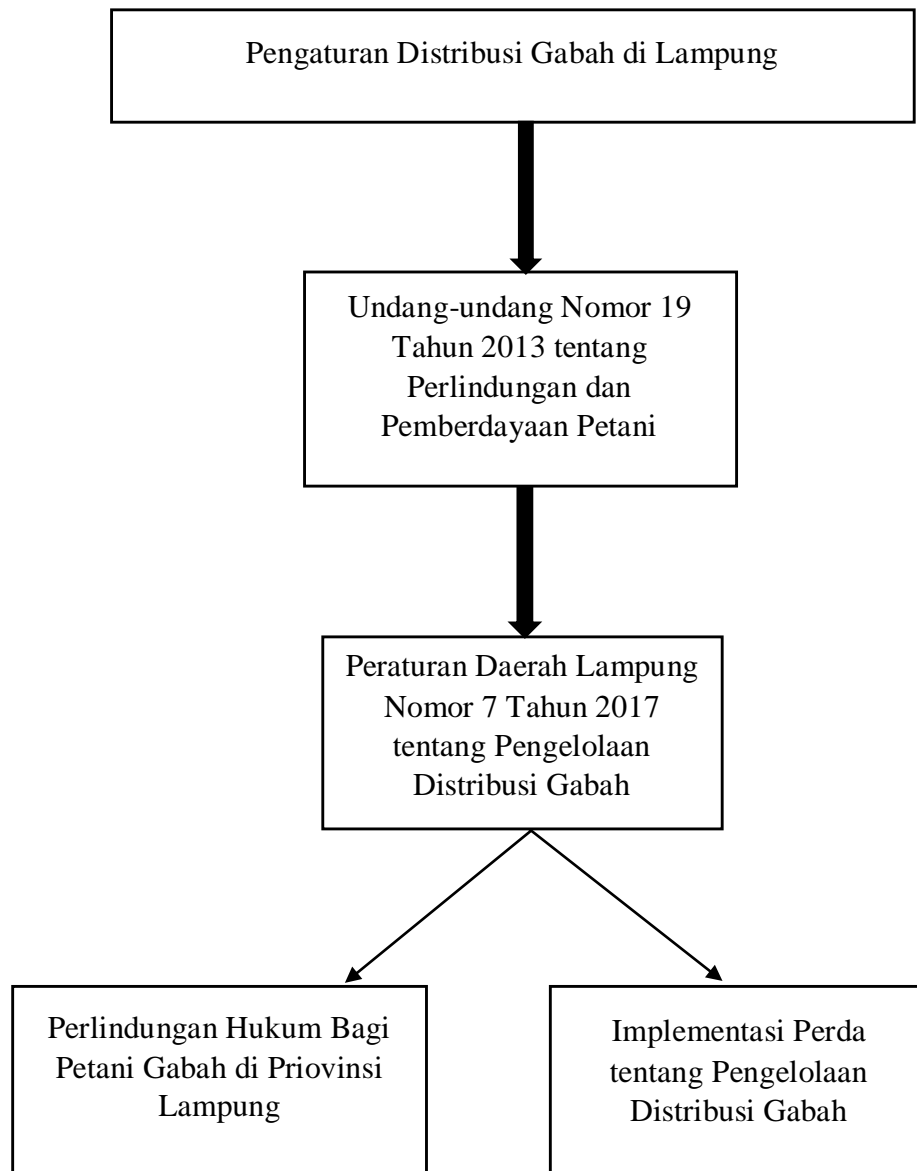 Pengaturan Distribusi Gabah di Lampung
Undang-undang Nomor 19
Tahun 2013 tentang
Perlindungan dan
Pemberdayaan Petani
Peraturan Daerah Lampung
Nomor 7 Tahun 2017
tentang Pengelolaan
Distribusi Gabah
Perlindungan Hukum Bagi
Petani Gabah di Priovinsi
Lampung
Implementasi Perda
tentang Pengelolaan
Distribusi Gabah